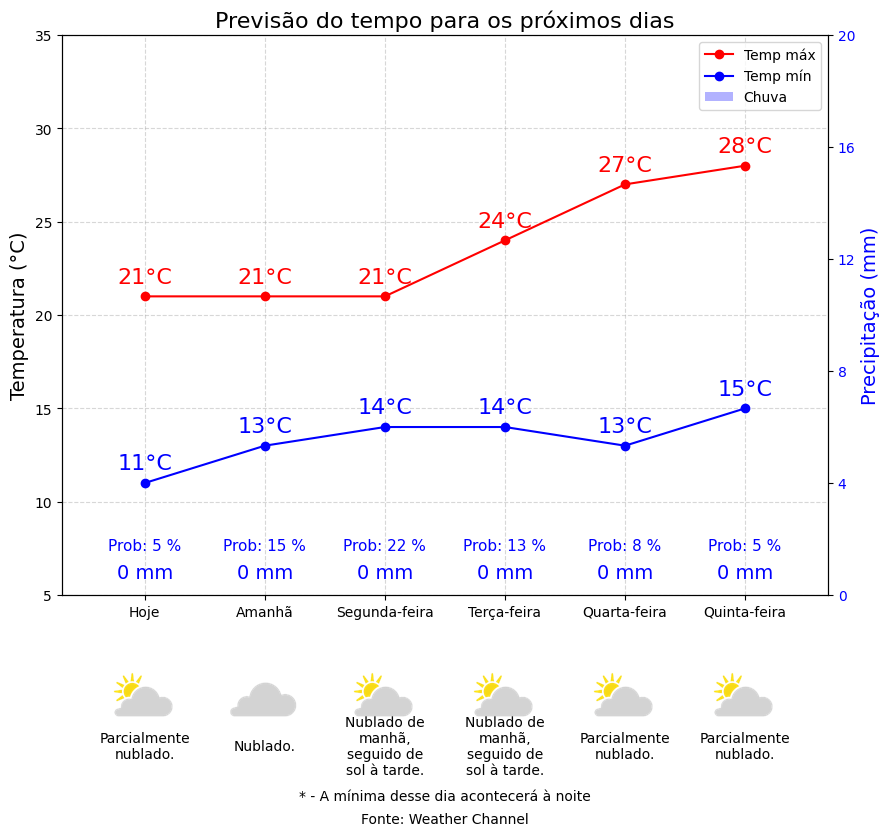 Previsão do tempo para os próximos dias
Temp máx
Temp mín
Chuva
Temperatura (°C)
35
30
25
20
15
10
5
Precipitação (mm)
20
16
12
8
4
0
21°C 21°C 21°C 24°C 27°C 28°C
11°C 13°C 14°C 14°C 13°C 15°C
Prob: 5 % Prob: 15 % Prob: 22 % Prob: 13 % Prob: 8 % Prob: 5 %
0 mm 0 mm 0 mm 0 mm 0 mm 0 mm
Hoje Amanhã Segunda-feira Terça-feira Quarta-feira Quinta-feira
Parcialmente
nublado.
Nublado.
Nublado de
manhã,
seguido de
sol à tarde.
Nublado de
manhã,
seguido de
sol à tarde.
Parcialmente
nublado.
Parcialmente
nublado.
* - A mínima desse dia acontecerá à noite
Fonte: Weather Channel